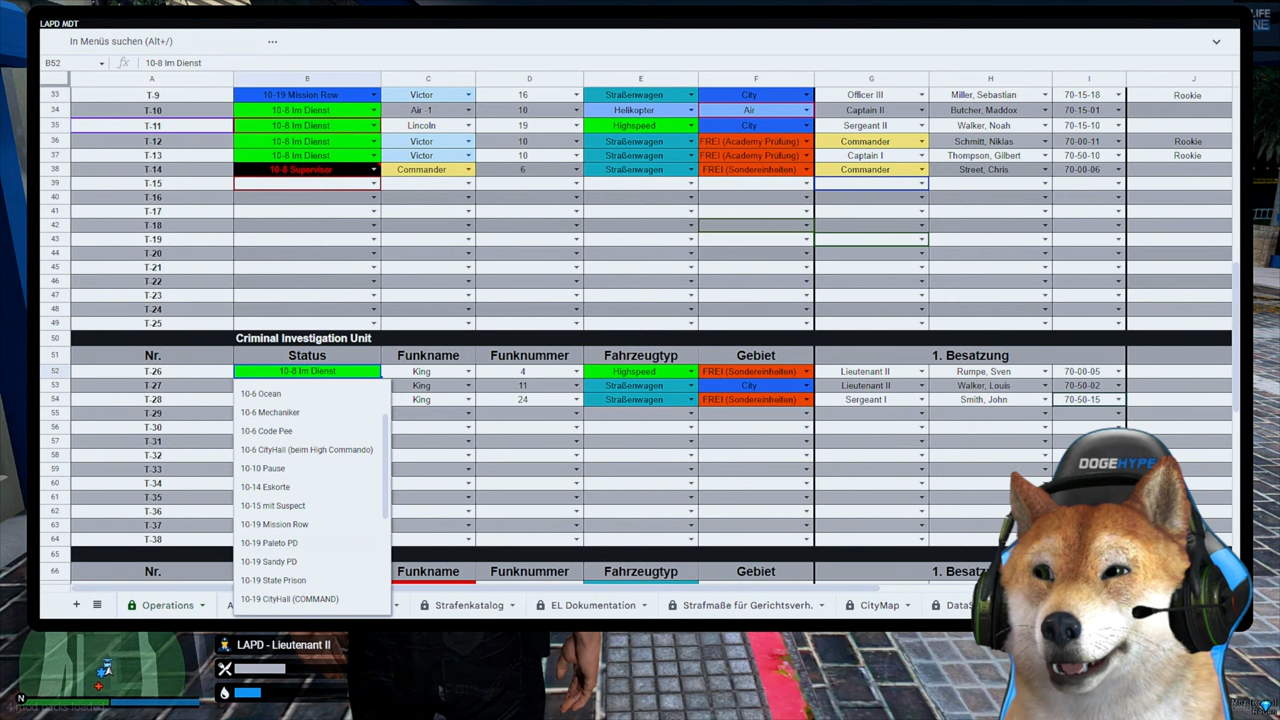 LAPD MDT
LIFE
In Menüs suchen (Alt+/) ...
B52 fx 10-8 Im Dienst
A B C D E F G H I J
33 T-9 10-19 Mission Row Victor 16 Straßenwagen City Officer III Miller, Sebastian 70-15-18 Rookie
34 T-10 10-8 Im Dienst Air -1 10 Helikopter Air Captain II Butcher, Maddox 70-15-01
35 T-11 10-8 Im Dienst Lincoln 19 Highspeed City Sergeant II Walker, Noah 70-15-10
36 T-12 10-8 Im Dienst Victor 10 Straßenwagen FREI (Academy Prüfung) Commander Schmitt, Niklas 70-00-11 Rookie
37 T-13 10-8 Im Dienst Victor 10 Straßenwagen FREI (Academy Prüfung) Captain I Thompson, Gilbert 70-50-10 Rookie
38 T-14 10-8 Supervisor Commander 6 Straßenwagen FREI (Sondereinheiten) Commander Street, Chris 70-00-06
39 T-15
40 T-16
41 T-17
42 T-18
43 T-19
44 T-20
45 T-21
46 T-22
47 T-23
48 T-24
49 T-25
50 Criminal Investigation Unit
51 Nr. Status Funkname Funknummer Fahrzeugtyp Gebiet 1. Besatzung
52 T-26 10-8 Im Dienst King 4 Highspeed FREI (Sondereinheiten) Lieutenant II Rumpe, Sven 70-00-05
53 T-27 King 11 Straßenwagen City Lieutenant II Walker, Louis 70-50-02
54 T-28 King 24 Straßenwagen FREI (Sondereinheiten) Sergeant I Smith, John 70-50-15
55 T-29
56 T-30
57 T-31
58 T-32
59 T-33
60 T-34
61 T-35
62 T-36
63 T-37
64 T-38
65
66 Nr. Funkname Funknummer Fahrzeugtyp Gebiet 1. Besatzung
10-6 Ocean
10-6 Mechaniker
10-6 Code Pee
10-6 CityHall (beim High Commando)
10-10 Pause
10-14 Eskorte
10-15 mit Suspect
10-19 Mission Row
10-19 Paleto PD
10-19 Sandy PD
10-19 State Prison
10-19 CityHall (COMMAND)
Operations A Strafenkatalog EL Dokumentation Strafmaße für Gerichtsverh. CityMap DataS
DOGEHYPE
LAPD - Lieutenant II
N
4 mod packs loaded